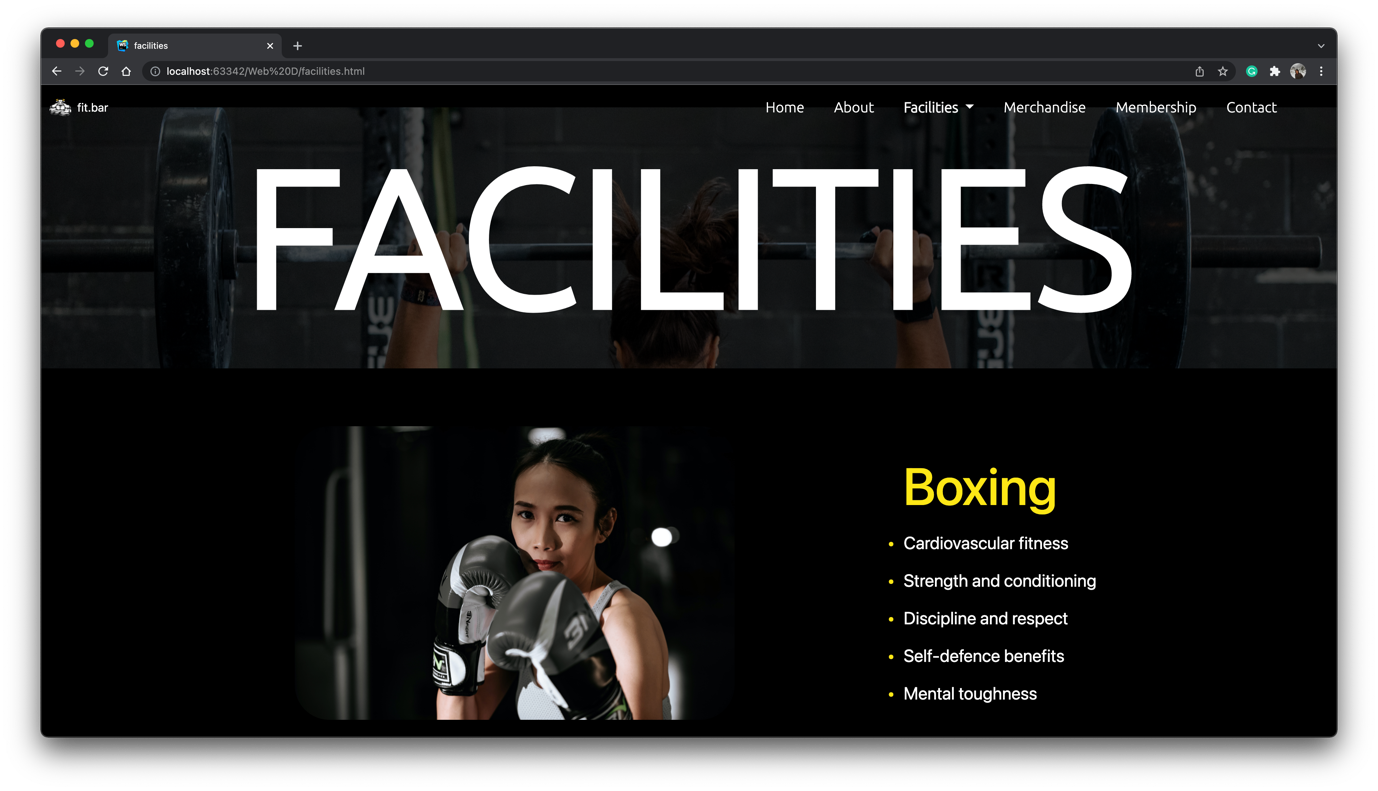 facilities
localhost:63342/Web%20D/facilities.html
fit.bar
Home About Facilities Merchandise Membership Contact
FACILITIES
Boxing
• Cardiovascular fitness
• Strength and conditioning
• Discipline and respect
• Self-defence benefits
• Mental toughness